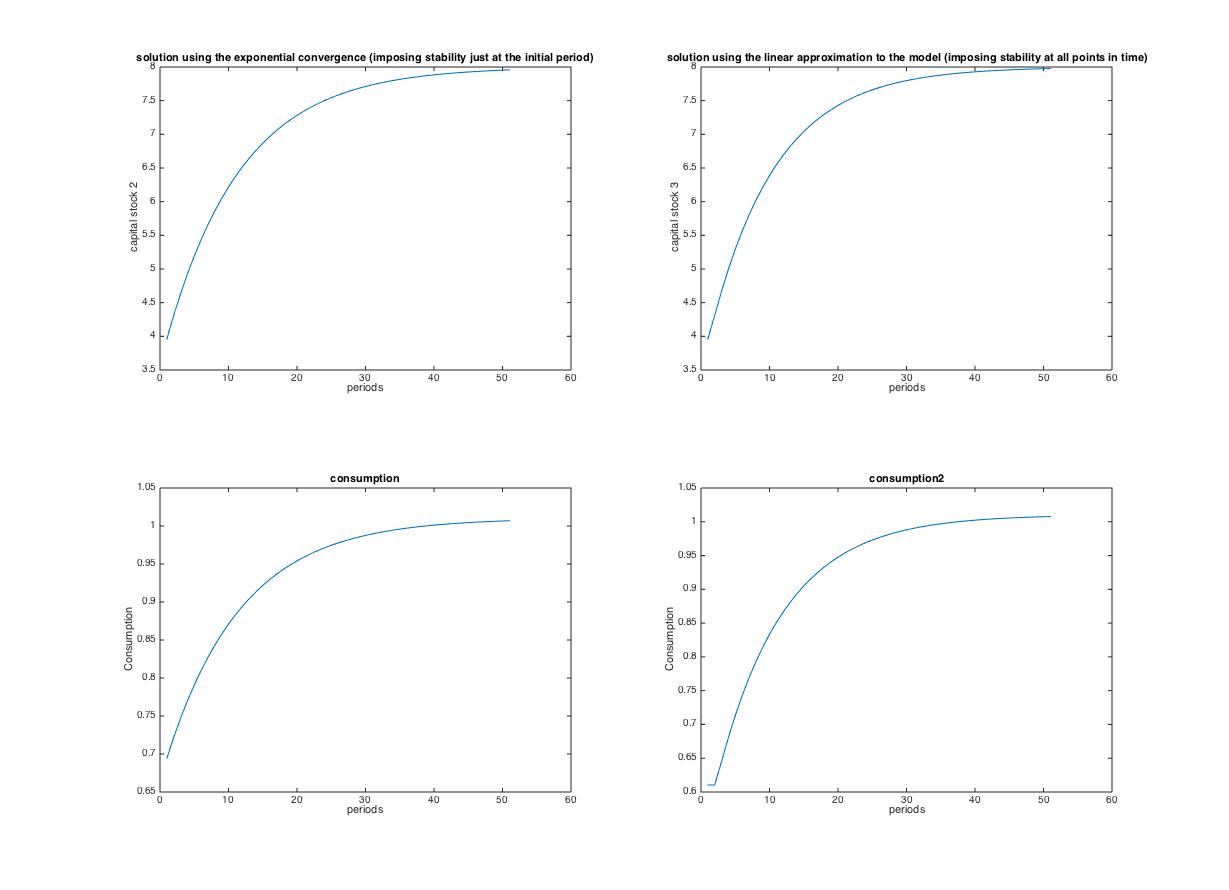 solution using the exponential convergence (imposing stability just at the initial period)
8
7.5
7
6.5
6
5.5
5
4.5
4
3.5
capital stock 2
0 10 20 30 40 50 60
periods
solution using the linear approximation to the model (imposing stability at all points in time)
8
7.5
7
6.5
6
5.5
5
4.5
4
3.5
capital stock 3
0 10 20 30 40 50 60
periods
consumption
1.05
1
0.95
0.9
0.85
0.8
0.75
0.7
0.65
Consumption
0 10 20 30 40 50 60
periods
consumption2
1.05
1
0.95
0.9
0.85
0.8
0.75
0.7
0.65
0.6
Consumption
0 10 20 30 40 50 60
periods